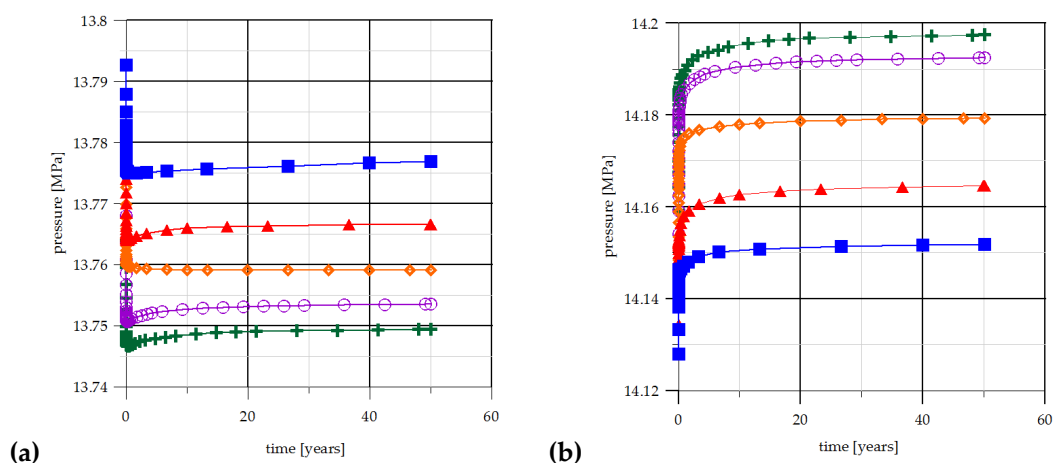 13.8
13.79
13.78
13.77
13.76
13.75
13.74
pressure [MPa]
0 20 40 60
time [years]
(a)
14.2
14.18
14.16
14.14
14.12
pressure [MPa]
0 20 40 60
time [years]
(b)